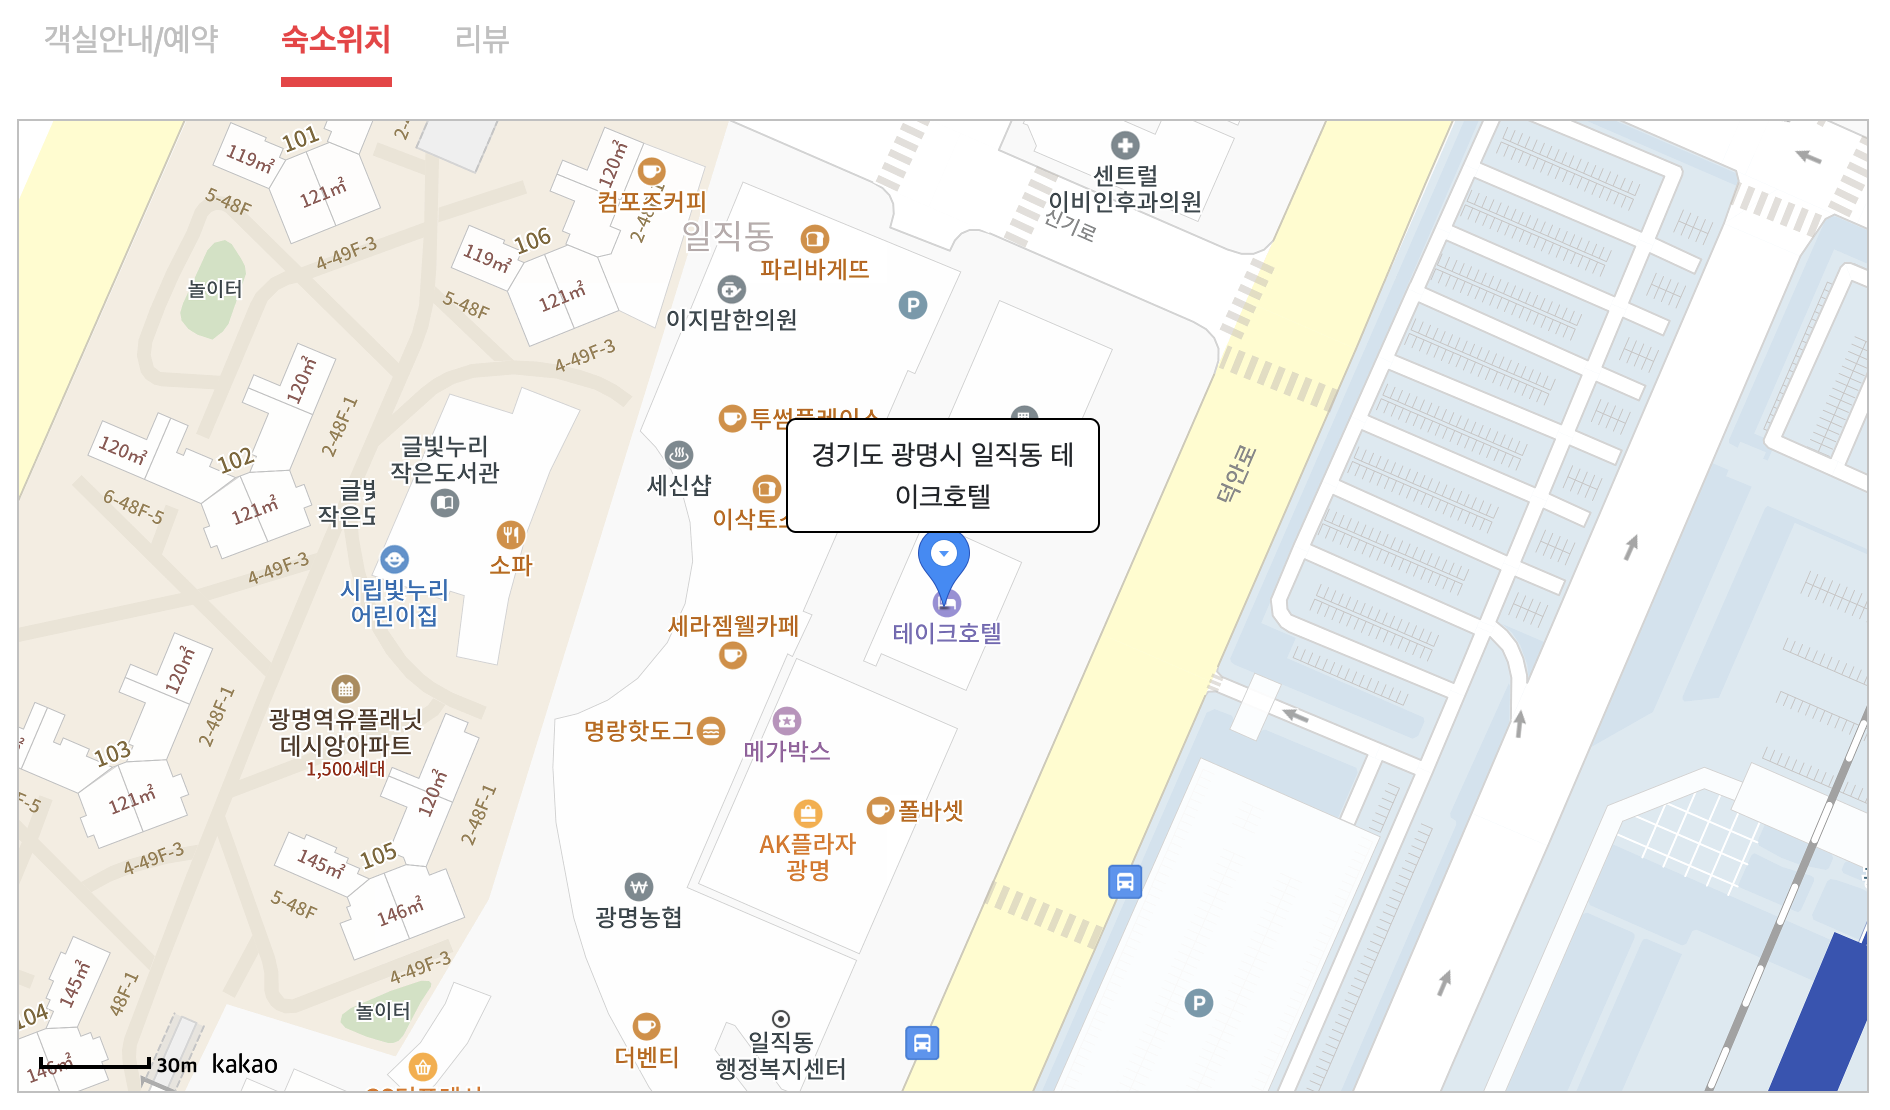 객실안내/예약
숙소위치
리뷰
101
119㎡
121㎡
5-48F
4-49F-3
놀이터
120㎡
컴포즈커피
일직동
106
119㎡
121㎡
5-48F
4-49F-3
파리바게뜨
이지맘한의원
P
센트럴
이비인후과의원
신기로
120㎡
2-48F-1
120㎡
102
121㎡
6-48F-5
4-49F-3
글빛누리
작은도서관
소파
시립빛누리
어린이집
투썸플레이스
세신샵
경기도 광명시 일직동 테
이크호텔
테이크호텔
덕안로
세라젬웰카페
명랑핫도그
메가박스
AK플라자
광명
폴바셋
광명농협
광명역유플래닛
데시앙아파트
1,500세대
120㎡
2-48F-1
103
121㎡
4-49F-3
120㎡
2-48F-1
145㎡
105
146㎡
5-48F
4-49F-3
놀이터
145㎡
48F-1
104
더벤티
일직동
행정복지센터
P
30m
kakao